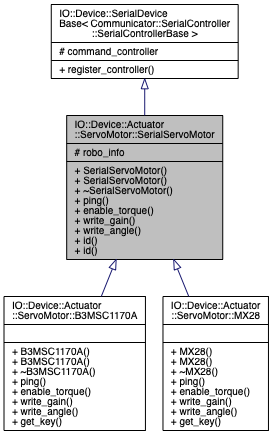 IO::Device::SerialDevice
Base< Communicator::SerialController
::SerialControllerBase >
# command_controller
+ register_controller()
IO::Device::Actuator
::ServoMotor::SerialServoMotor
# robo_info
+ SerialServoMotor()
+ SerialServoMotor()
+ ~SerialServoMotor()
+ ping()
+ enable_torque()
+ write_gain()
+ write_angle()
+ id()
+ id()
IO::Device::Actuator
::ServoMotor::B3MSC1170A
+ B3MSC1170A()
+ B3MSC1170A()
+ ~B3MSC1170A()
+ ping()
+ enable_torque()
+ write_gain()
+ write_angle()
+ get_key()
IO::Device::Actuator
::ServoMotor::MX28
+ MX28()
+ MX28()
+ ~MX28()
+ ping()
+ enable_torque()
+ write_gain()
+ write_angle()
+ get_key()